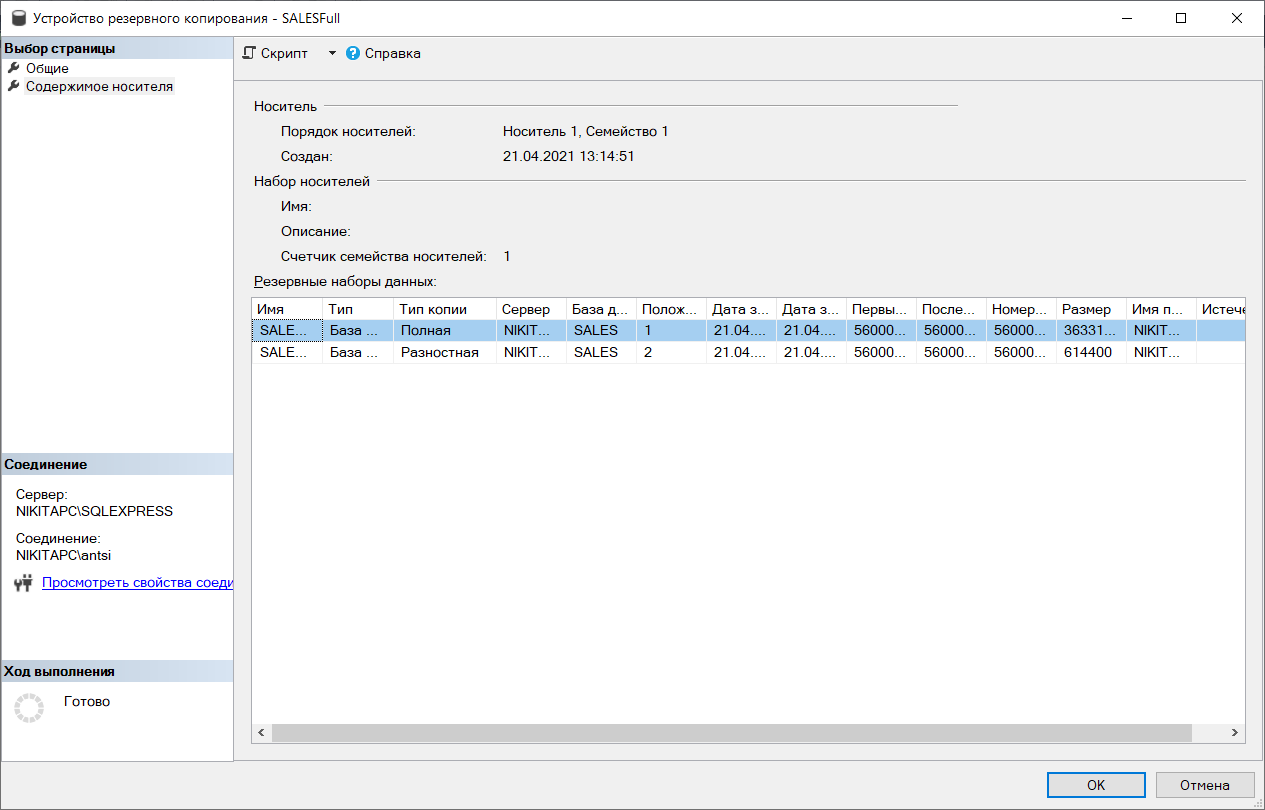 Устройство резервного копирования - SALESFull
Выбор страницы
Общие
Содержимое носителя
Скрипт
Справка
Носитель
Порядок носителей: Носитель 1, Семейство 1
Создан: 21.04.2021 13:14:51
Набор носителей
Имя:
Описание:
Счетчик семейства носителей: 1
Резервные наборы данных:
Имя Тип Тип копии Сервер База д... Полож... Дата з... Дата з... Первы... После... Номер... Размер Имя п... Истече
SALE... База ... Полная NIKIT... SALES 1 21.04.... 21.04.... 56000... 56000... 56000... 36331... NIKIT...
SALE... База ... Разностная NIKIT... SALES 2 21.04.... 21.04.... 56000... 56000... 56000... 614400 NIKIT...
Соединение
Сервер:
NIKITAPC\SQLEXPRESS
Соединение:
NIKITAPC\antsi
Просмотреть свойства соеди
Ход выполнения
Готово
OK
Отмена